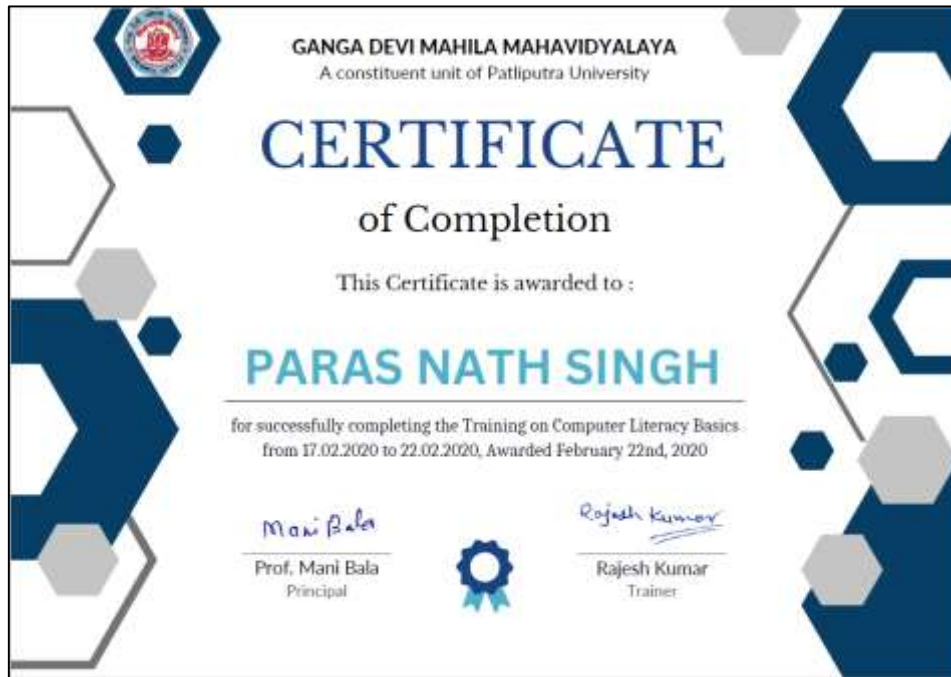 GANGA DEVI MAHILA MAHAVIDYALAYA
A constituent unit of Patliputra University
CERTIFICATE
of Completion
This Certificate is awarded to :
PARAS NATH SINGH
for successfully completing the Training on Computer Literacy Basics
from 17.02.2020 to 22.02.2020, Awarded February 22nd, 2020
Mani Bala
Rajesh Kumar
Prof. Mani Bala
Rajesh Kumar
Principal
Trainer